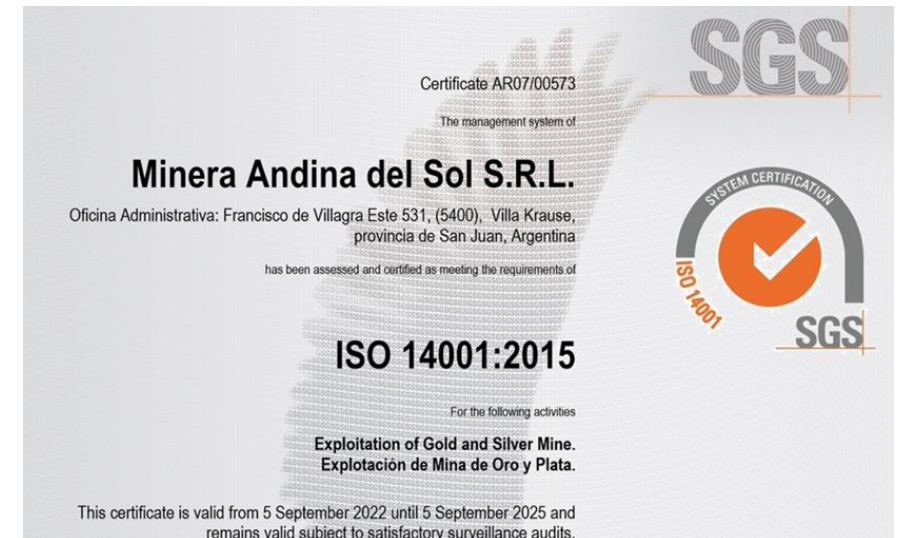 SGS
Certificate AR07/00573
The management system of
Minera Andina del Sol S.R.L.
Oficina Administrativa: Francisco de Villagra Este 531, (5400), Villa Krause,
provincia de San Juan, Argentina
has been assessed and certified as meeting the requirements of
SYSTEM CERTIFICATION
ISO 14001
SGS
ISO 14001:2015
For the following activities
Exploitation of Gold and Silver Mine.
Explotación de Mina de Oro y Plata.
This certificate is valid from 5 September 2022 until 5 September 2025 and
remains valid subject to satisfactory surveillance audits.